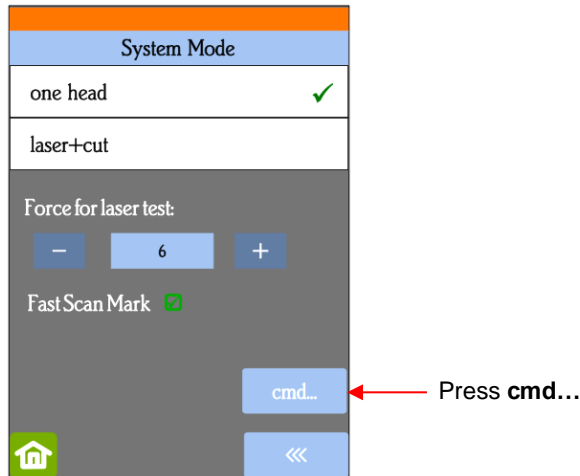 System Mode
one head
laser+cut
Force for laser test:
− 6 +
Fast Scan Mark
cmd... Press cmd…